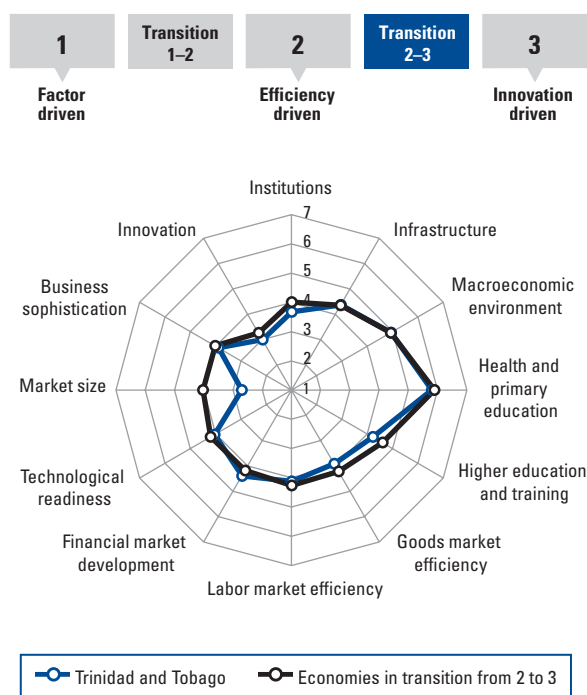 1
Transition
1–2
2
Transition
2–3
3
Factor
driven
Efficiency
driven
Innovation
driven
Institutions
7
Innovation
Infrastructure
6
5
Business
sophistication
Macroeconomic
environment
4
3
Market size
2
1
Health and
primary
education
Technological
readiness
Higher education
and training
Financial market
development
Goods market
efficiency
Labor market efficiency
Trinidad and Tobago
Economies in transition from 2 to 3